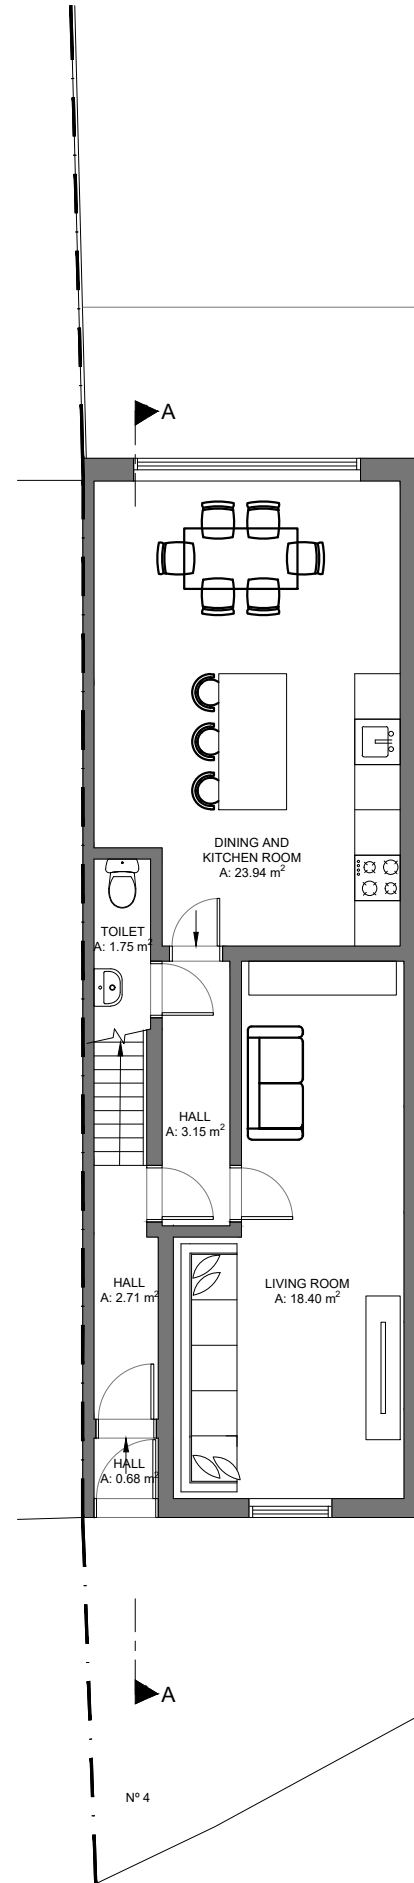 A
DINING AND
KITCHEN ROOM
A: 23.94 m²
TOILET
A: 1.75 m²
HALL
A: 3.15 m²
HALL
A: 2.71 m²
LIVING ROOM
A: 18.40 m²
HALL
A: 0.68 m²
A
Nº 4